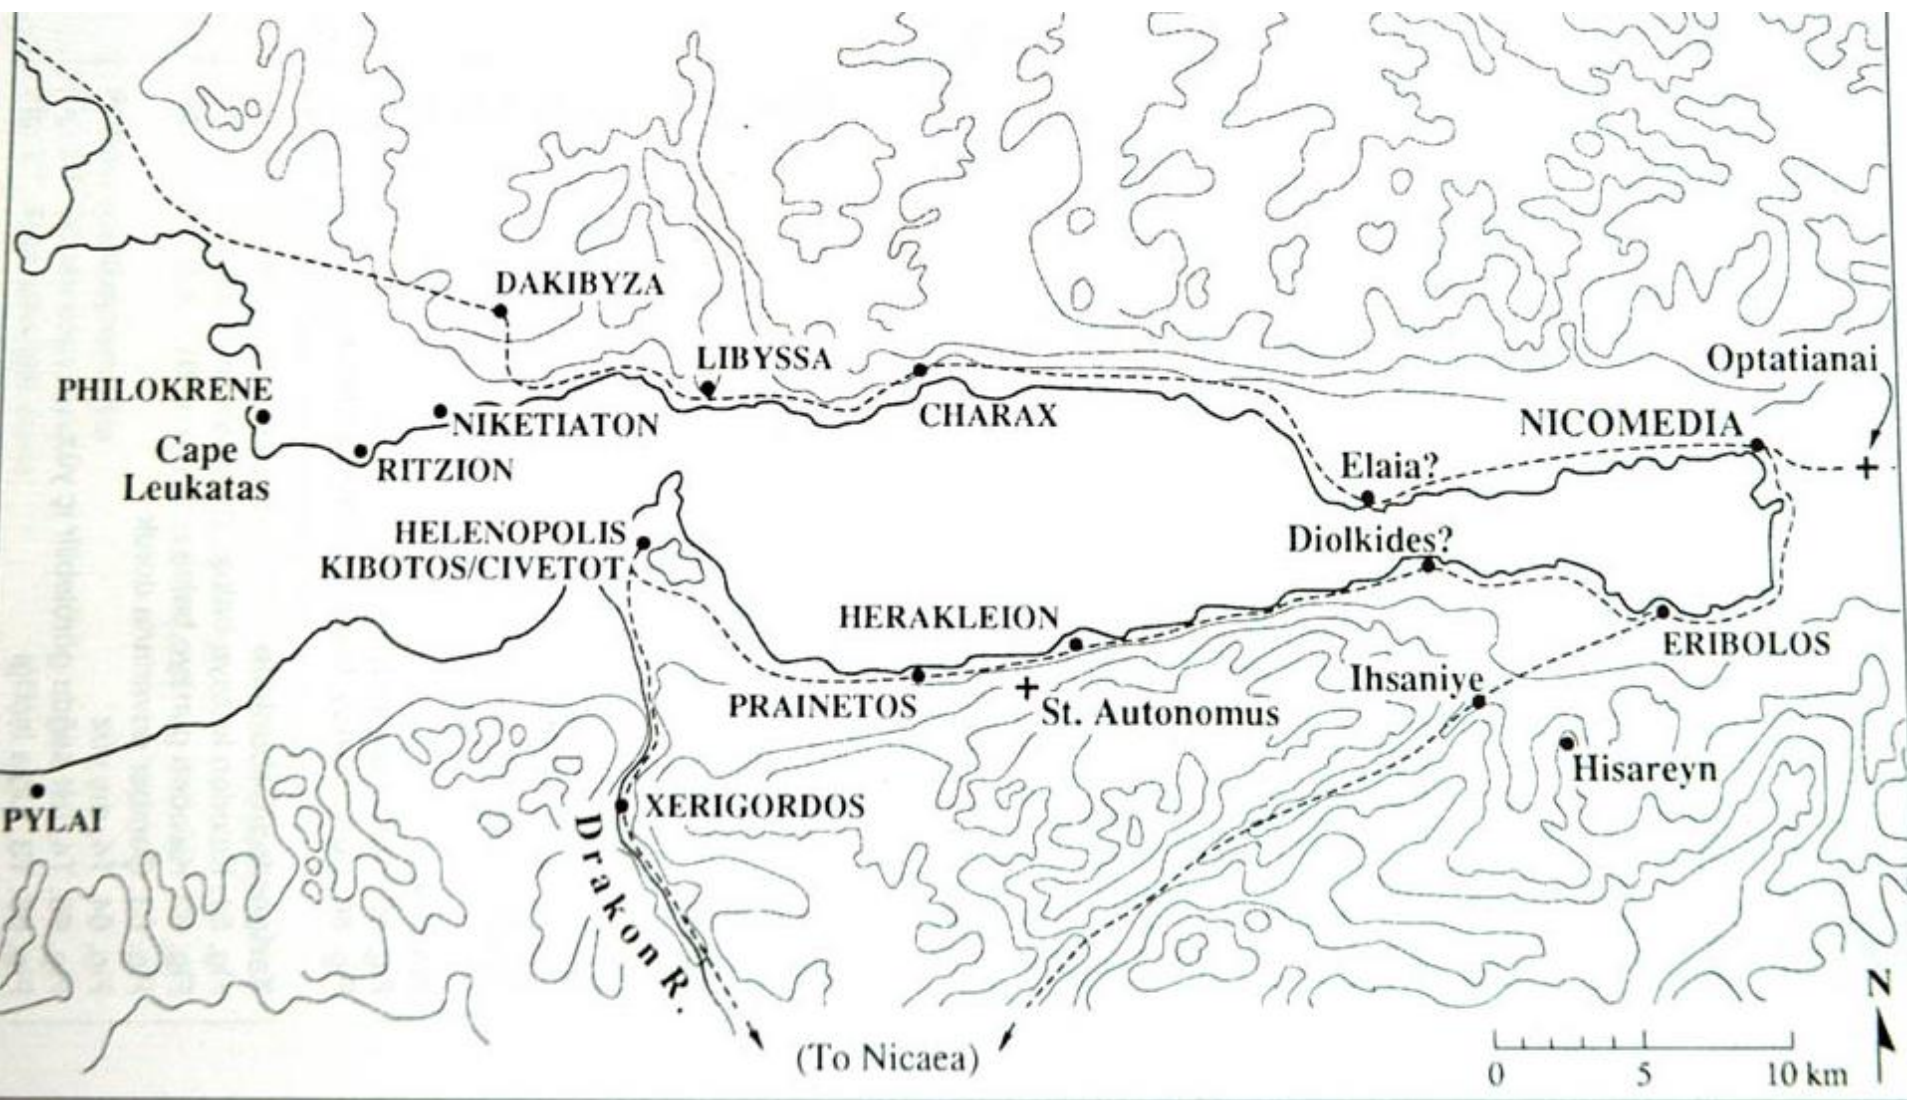 DAKIBYZA
LIBYSSA
Optatianai
PHILOKRENE
CHARAX
NICOMEDIA
NIKETIATON
Cape
Leukatas
RITZION
Elaia?
HELENOPOLIS
KIBOTOS/CIVETOT
Diolkides?
HERAKLEION
ERIBOLOS
Ihsaniye
PRAINETOS
St. Autonomus
Hisareyn
PYLAI
XERIGORDOS
Drakon R.
N
(To Nicaea)
0 5 10 km